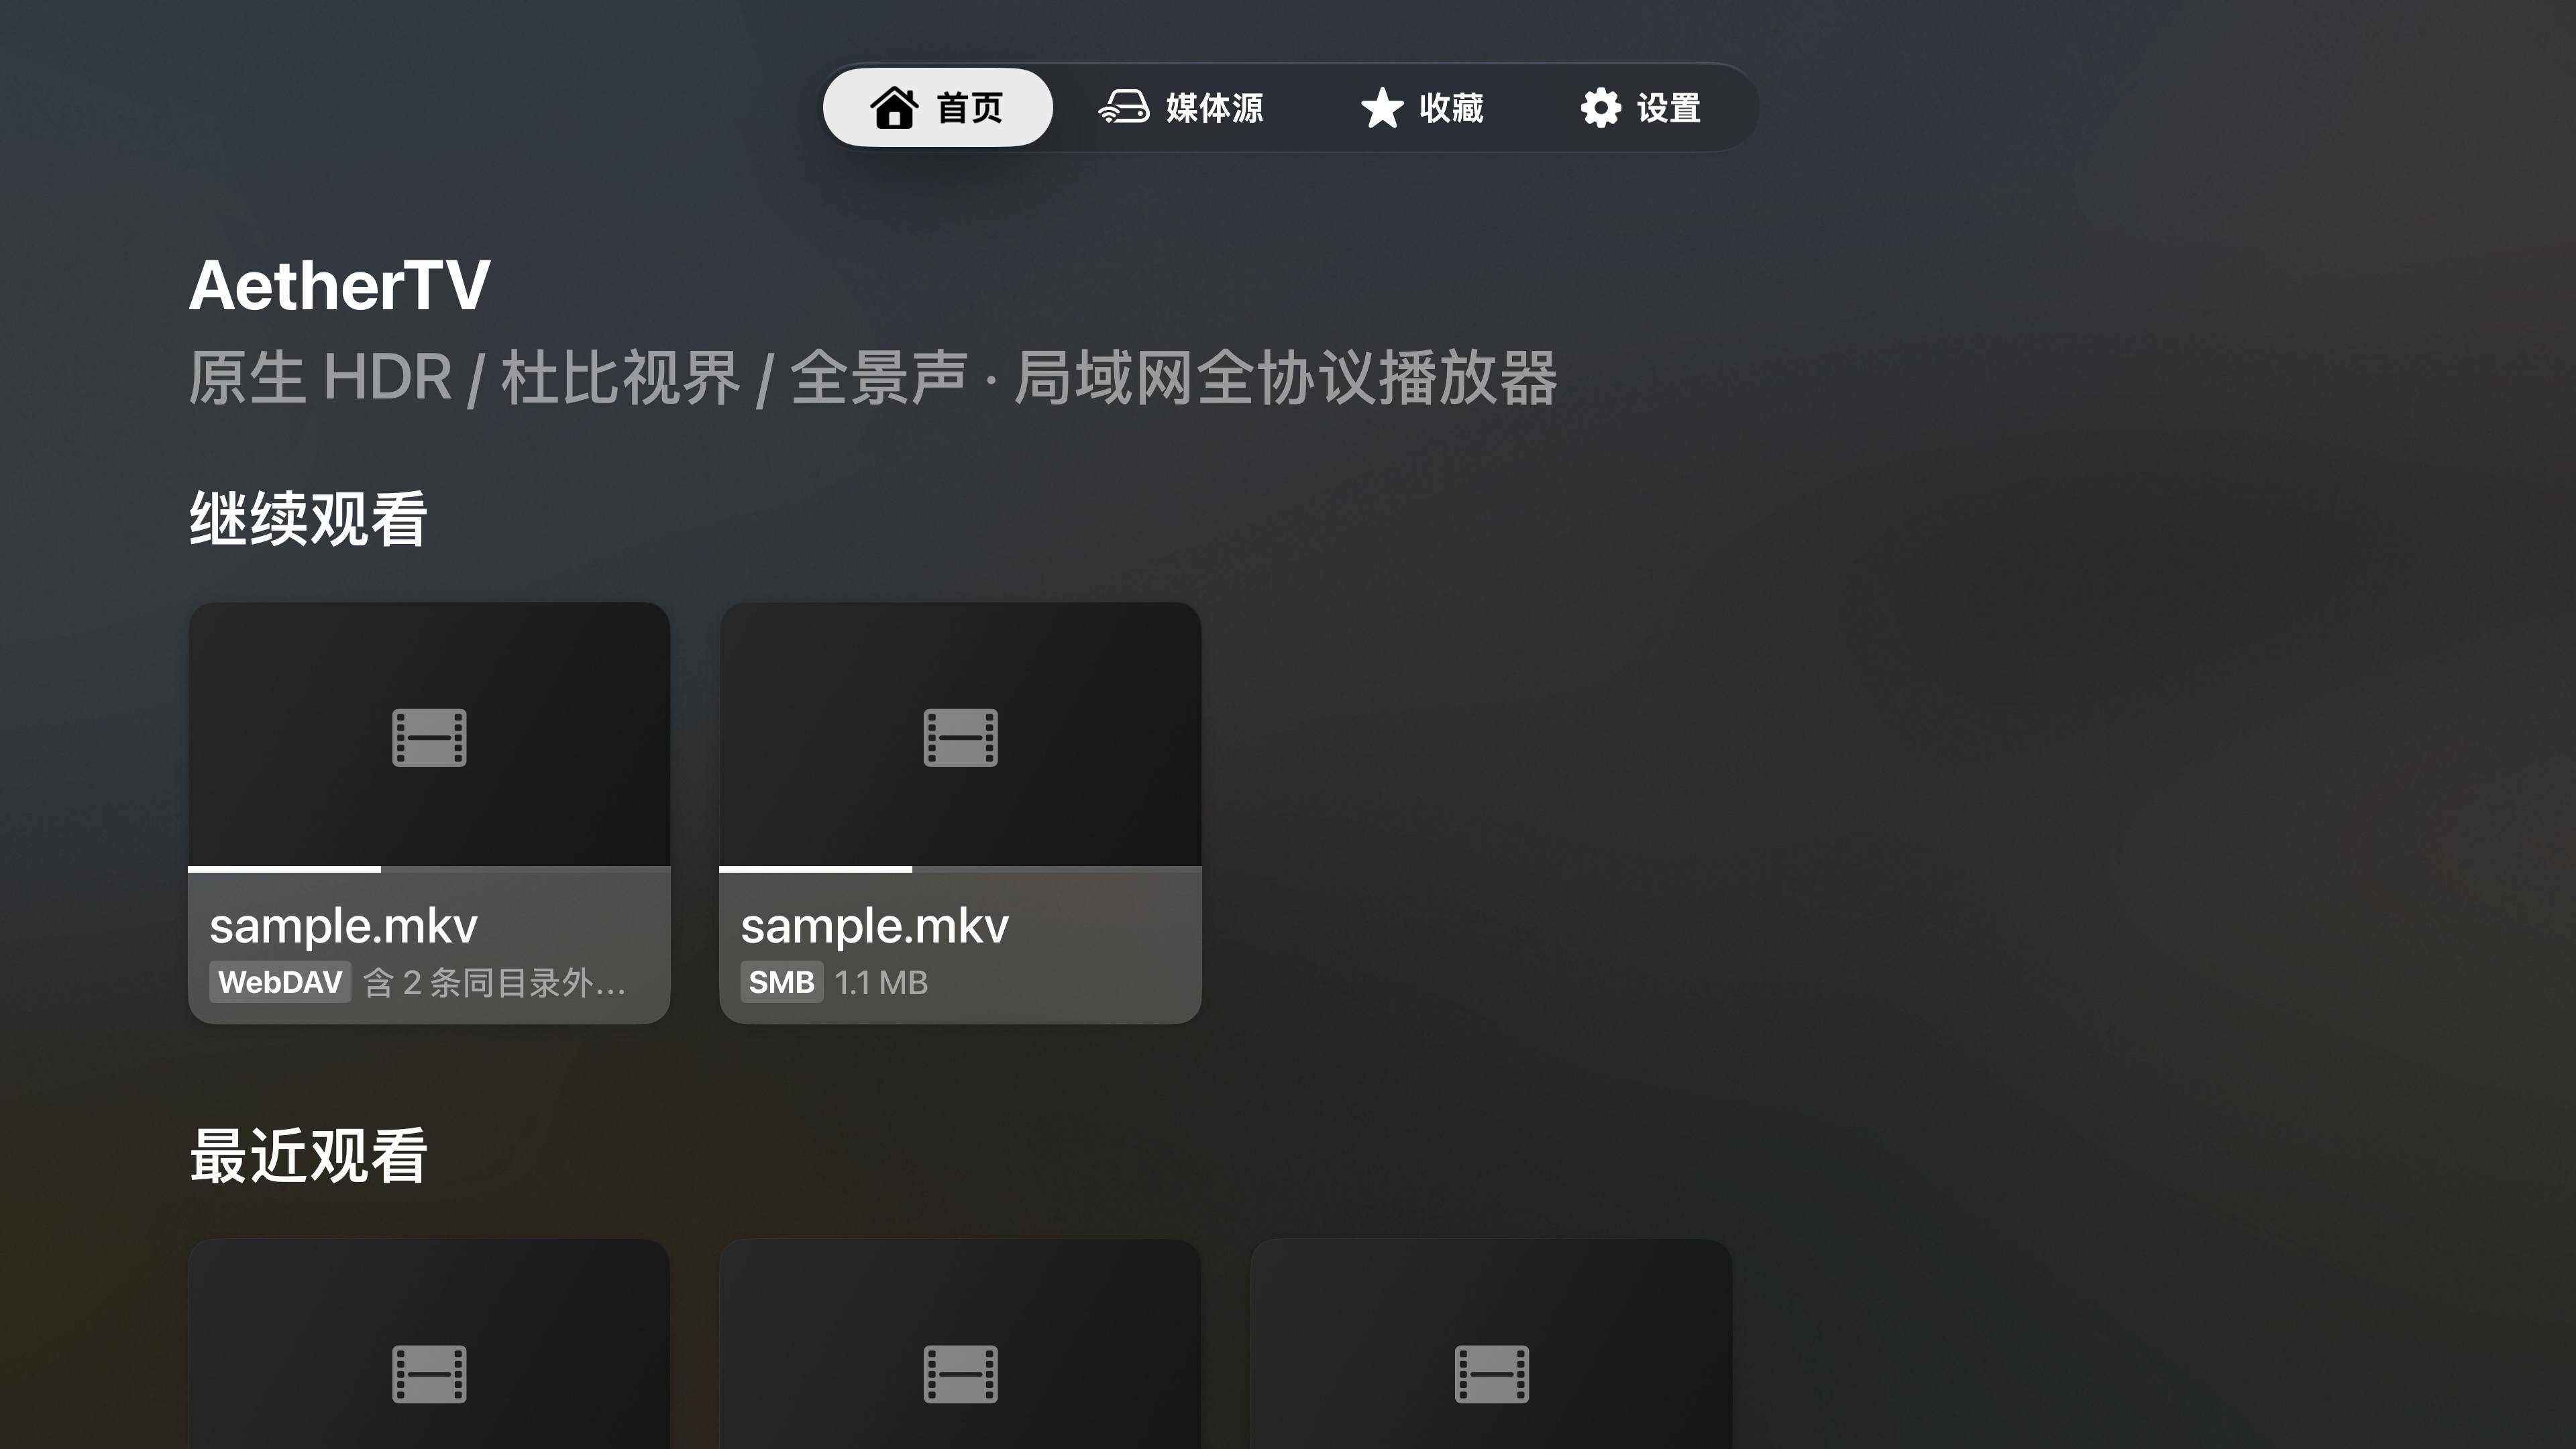 首页 媒体源 收藏 设置
AetherTV
原生 HDR / 杜比视界 / 全景声 · 局域网全协议播放器
继续观看
sample.mkv
WebDAV 含 2 条同目录外...
sample.mkv
SMB 1.1 MB
最近观看